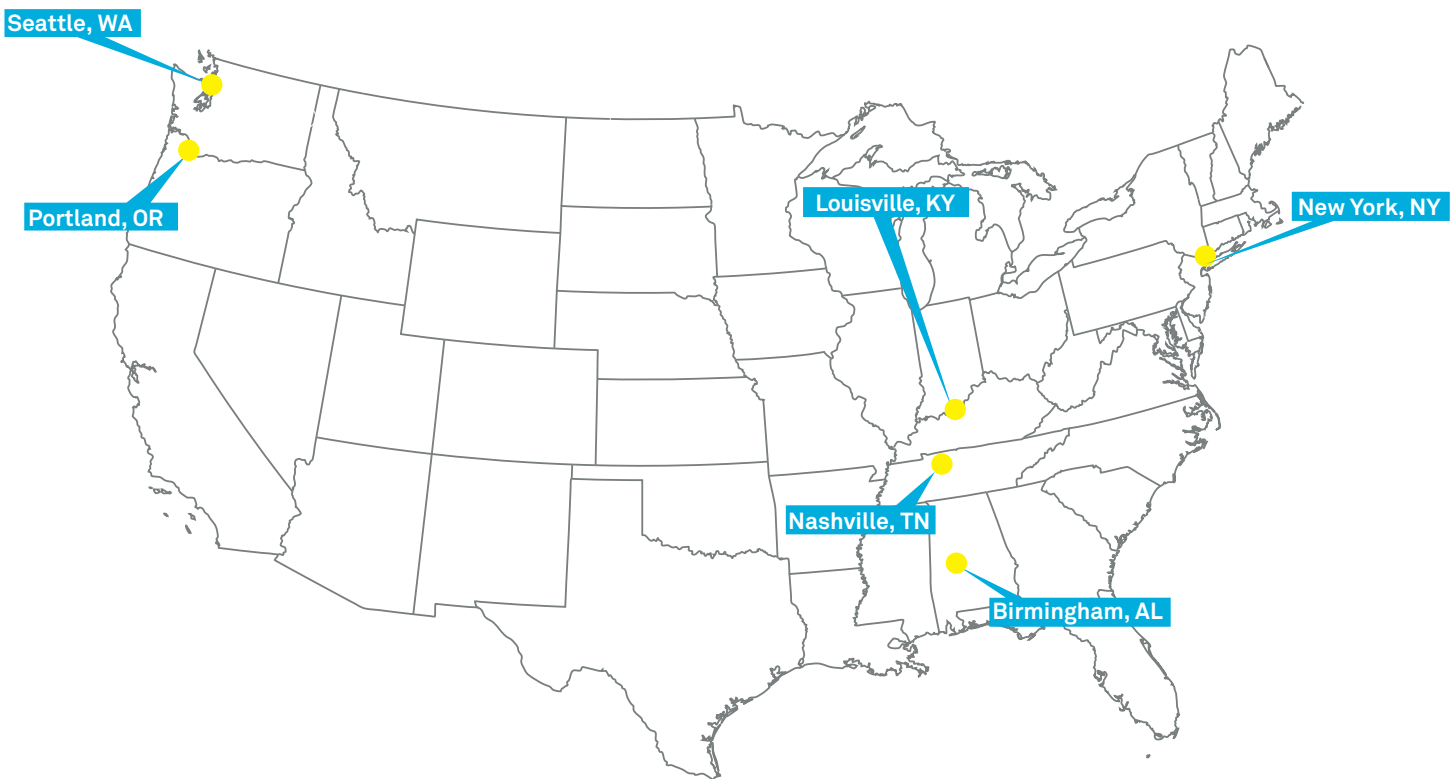 Seattle, WA
Portland, OR
Louisville, KY
New York, NY
Nashville, TN
Birmingham, AL